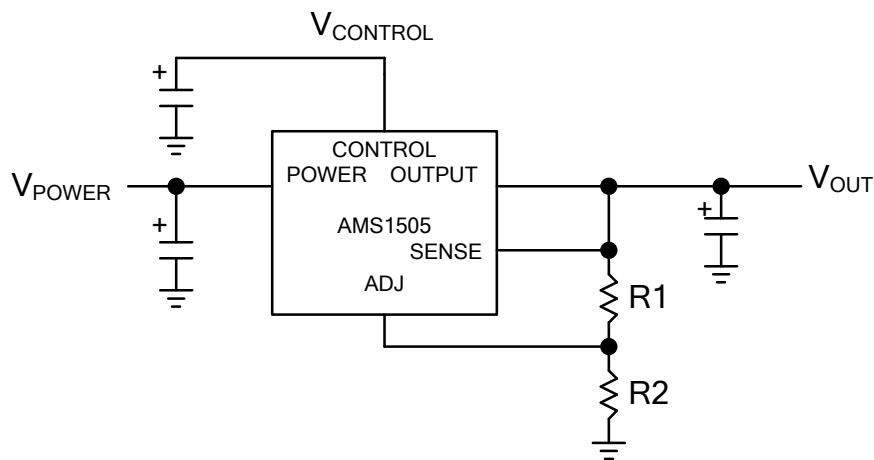 VCONTROL
+
CONTROL
POWER OUTPUT
VPOWER
VOUT
+
+
AMS1505
SENSE
ADJ
R1
R2